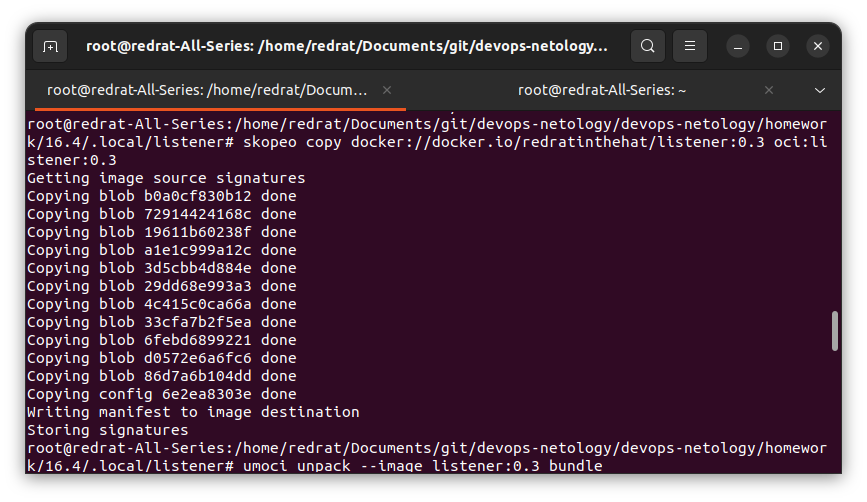 root@redrat-All-Series: /home/redrat/Documents/git/devops-netology...
root@redrat-All-Series: /home/redrat/Docum...
root@redrat-All-Series: ~
root@redrat-All-Series:/home/redrat/Documents/git/devops-netology/devops-netology/homewor
k/16.4/.local/listener# skopeo copy docker://docker.io/redratinthehat/listener:0.3 oci:li
stener:0.3
Getting image source signatures
Copying blob b0a0cf830b12 done
Copying blob 72914424168c done
Copying blob 19611b60238f done
Copying blob a1e1c999a12c done
Copying blob 3d5cbb4d884e done
Copying blob 29dd68e993a3 done
Copying blob 4c415c0ca66a done
Copying blob 33cfa7b2f5ea done
Copying blob 6febd6899221 done
Copying blob d0572e6a6fc6 done
Copying blob 86d7a6b104dd done
Copying config 6e2ea8303e done
Writing manifest to image destination
Storing signatures
root@redrat-All-Series:/home/redrat/Documents/git/devops-netology/devops-netology/homewor
k/16.4/.local/listener# umoci unpack --image listener:0.3 bundle